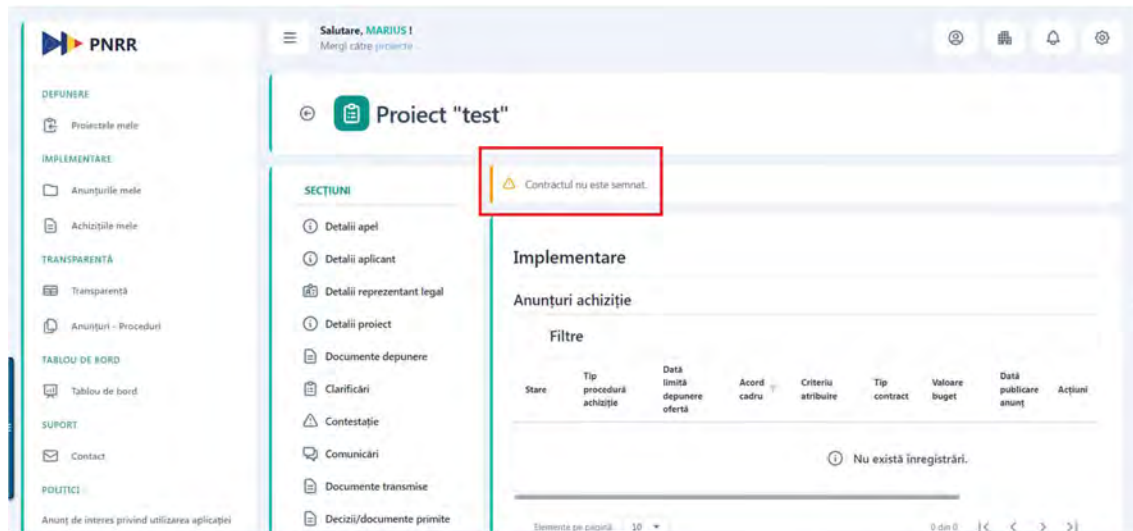 PNRR
Salutare, MARIUS !
Mergi către proiecte
DEPUNERE
Proiectele mele
IMPLEMENTARE
Anunțurile mele
Achizițiile mele
TRANSPARENȚĂ
Transparență
Anunțuri - Proceduri
TABLOU DE BORD
Tablou de bord
SUPORT
Contact
POLITICI
Anunț de interes privind utilizarea aplicației
Proiect "test"
SECȚIUNI
Detalii apel
Detalii aplicant
Detalii reprezentant legal
Detalii proiect
Documente depunere
Clarificări
Contestație
Comunicări
Documente transmise
Decizii/documente primite
Contractul nu este semnat.
Implementare
Anunțuri achiziție
Filtre
Stare
Tip procedură achiziție
Dată limită depunere ofertă
Acord cadru
Criteriu atribuire
Tip contract
Valoare buget
Dată publicare anunț
Acțiuni
Nu există înregistrări.
Elemente pe pagină 10
0 din 0